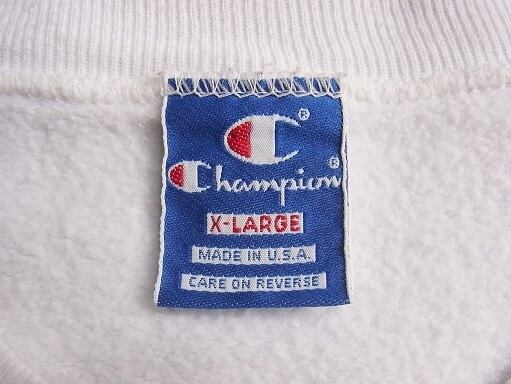 C®
Champion®
X-LARGE
MADE IN U.S.A.
CARE ON REVERSE